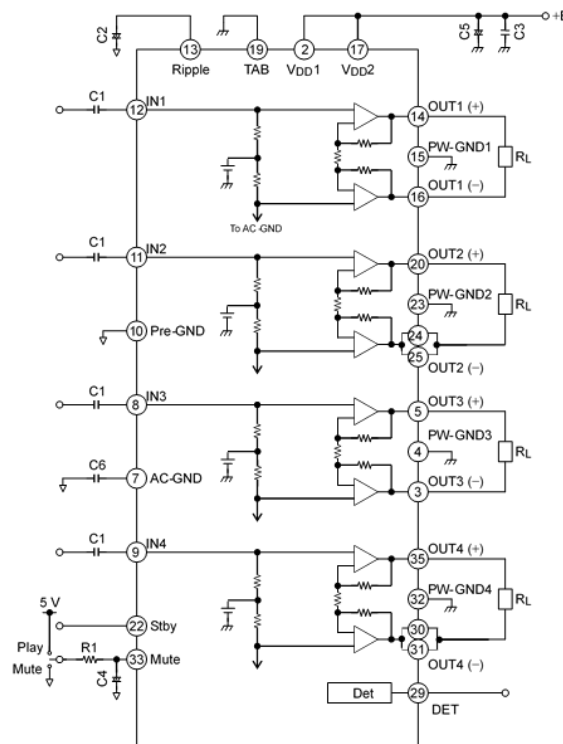 C2
C5
C3
+B
13
19
2
17
Ripple
TAB
VDD1
VDD2
C1
12
IN1
14
OUT1 (+)
15
PW-GND1
RL
16
OUT1 (−)
To AC-GND
C1
11
IN2
20
OUT2 (+)
23
PW-GND2
RL
10
Pre-GND
24
25
OUT2 (−)
C1
8
IN3
5
OUT3 (+)
4
PW-GND3
RL
C6
7
AC-GND
3
OUT3 (−)
C1
9
IN4
35
OUT4 (+)
32
PW-GND4
RL
5 V
22
Stby
30
31
OUT4 (−)
Play
Mute
R1
33
Mute
C4
Det
29
DET